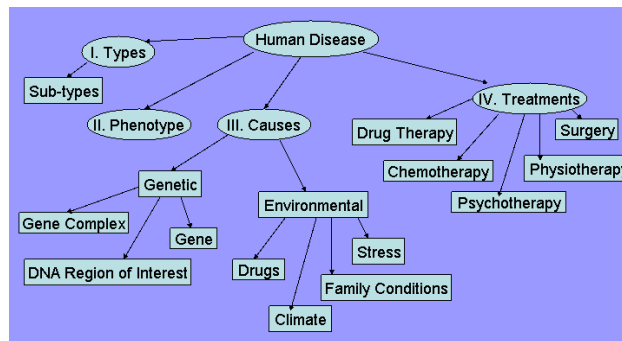 Human Disease
I. Types
Sub-types
II. Phenotype
III. Causes
IV. Treatments
Drug Therapy
Surgery
Chemotherapy
Physiotherapy
Psychotherapy
Genetic
Environmental
Gene Complex
Gene
DNA Region of Interest
Stress
Drugs
Family Conditions
Climate